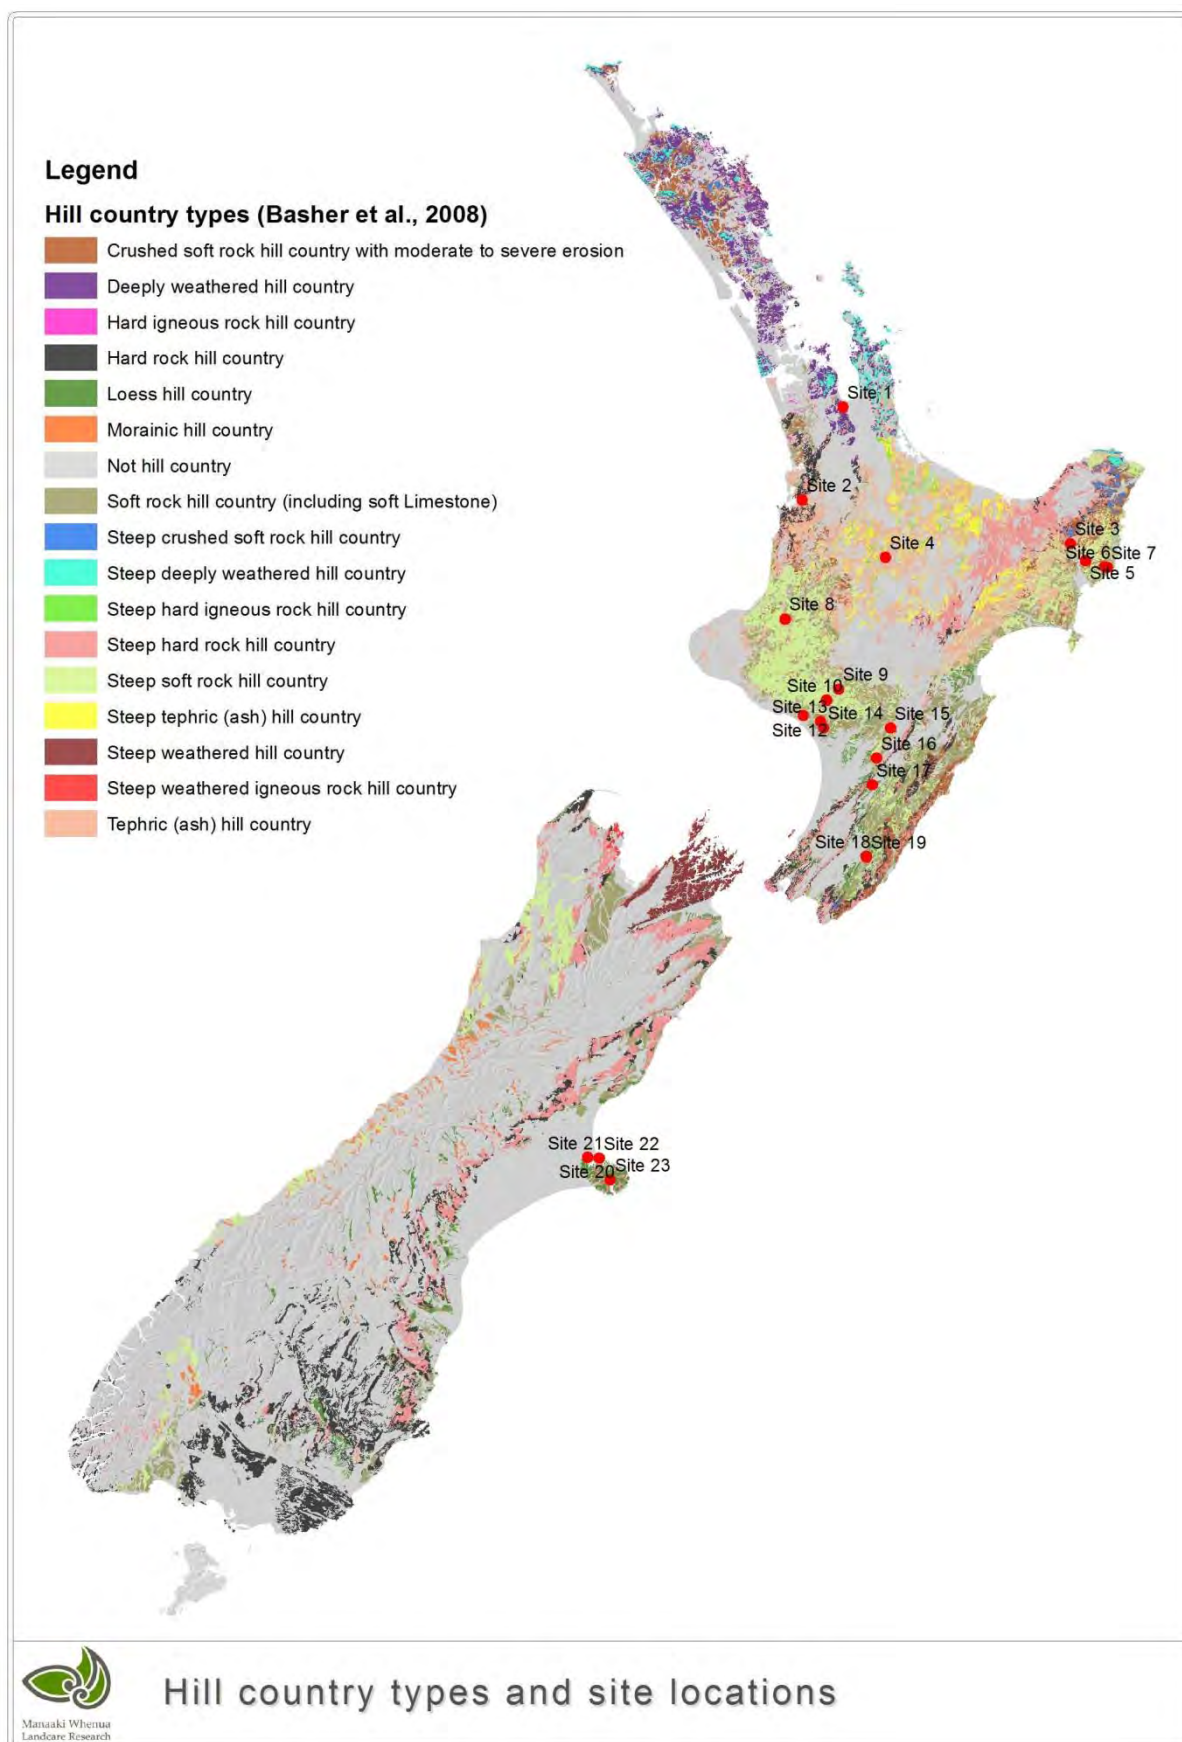 Legend
Hill country types (Basher et al., 2008)
Crushed soft rock hill country with moderate to severe erosion
Deeply weathered hill country
Hard igneous rock hill country
Hard rock hill country
Loess hill country
Morainic hill country
Not hill country
Soft rock hill country (including soft Limestone)
Steep crushed soft rock hill country
Steep deeply weathered hill country
Steep hard igneous rock hill country
Steep hard rock hill country
Steep soft rock hill country
Steep tephric (ash) hill country
Steep weathered hill country
Steep weathered igneous rock hill country
Tephric (ash) hill country
Site 1
Site 2
Site 3
Site 4
Site 6
Site 7
Site 5
Site 8
Site 9
Site 10
Site 13
Site 14
Site 15
Site 12
Site 16
Site 17
Site 18
Site 19
Site 21
Site 22
Site 20
Site 23
Manaaki Whenua
Landcare Research
Hill country types and site locations